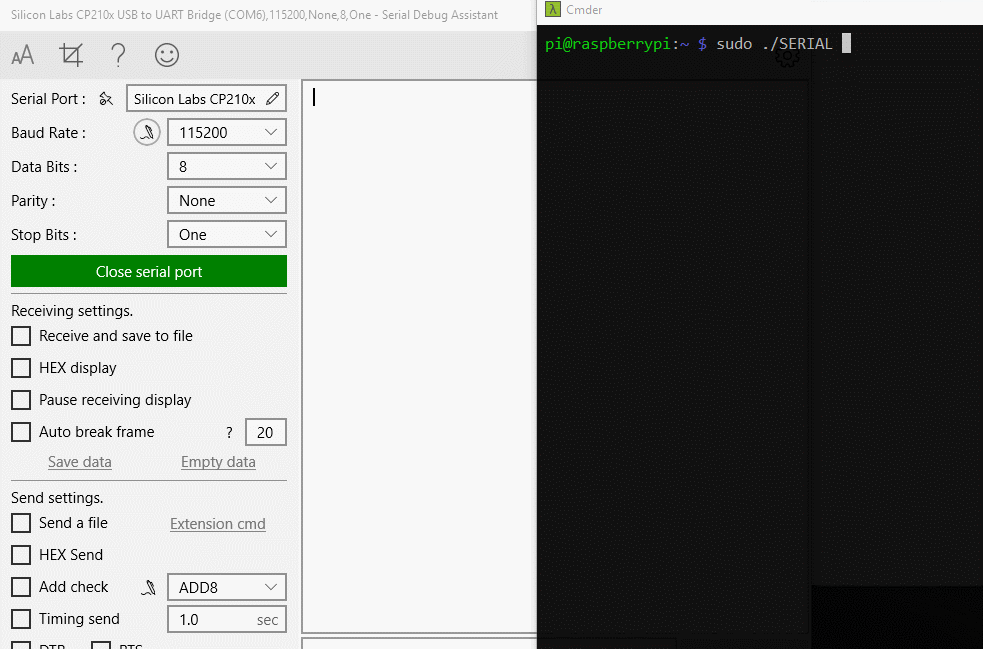 Silicon Labs CP210x USB to UART Bridge (COM6),115200,None,8,One - Serial Debug Assistant
AA ?
Serial Port : Silicon Labs CP210x
Baud Rate : 115200
Data Bits : 8
Parity : None
Stop Bits : One
Close serial port
Receiving settings.
Receive and save to file
HEX display
Pause receiving display
Auto break frame ? 20
Save data Empty data
Send settings.
Send a file Extension cmd
HEX Send
Add check ADD8
Timing send 1.0 sec
DTR RTS
λ Cmder
pi@raspberrypi:~ $ sudo ./SERIAL